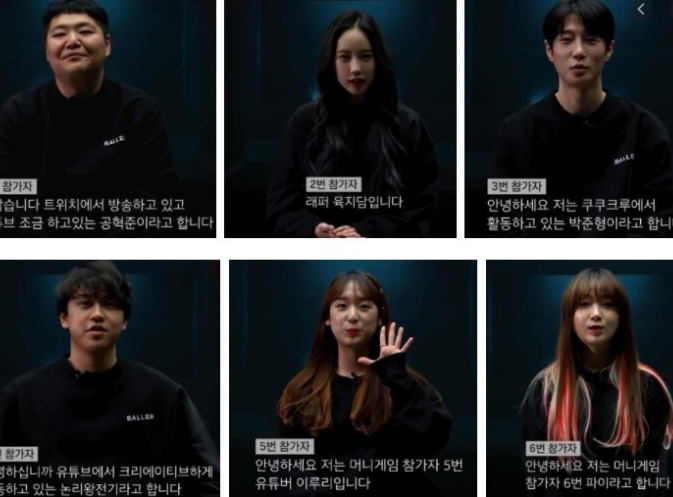 BALLER
참가자
습니다 트위치에서 방송하고 있고
브 조금 하고있는 공혁준이라고 합니다
2번 참가자
래퍼 육지담입니다
BALLE
3번 참가자
안녕하세요 저는 쿠쿠크루에서
활동하고 있는 박준형이라고 합니
BALLER
참가자
하십니까 유튜브에서 크리에이티브하게
하고 있는 논리왕전기라고 합니다
5번 참가자
안녕하세요 저는 머니게임 참가자 5번
유튜버 이루리입니다
6번 참가자
안녕하세요 저는 머니게임
참가자 6번 파이라고 합니다